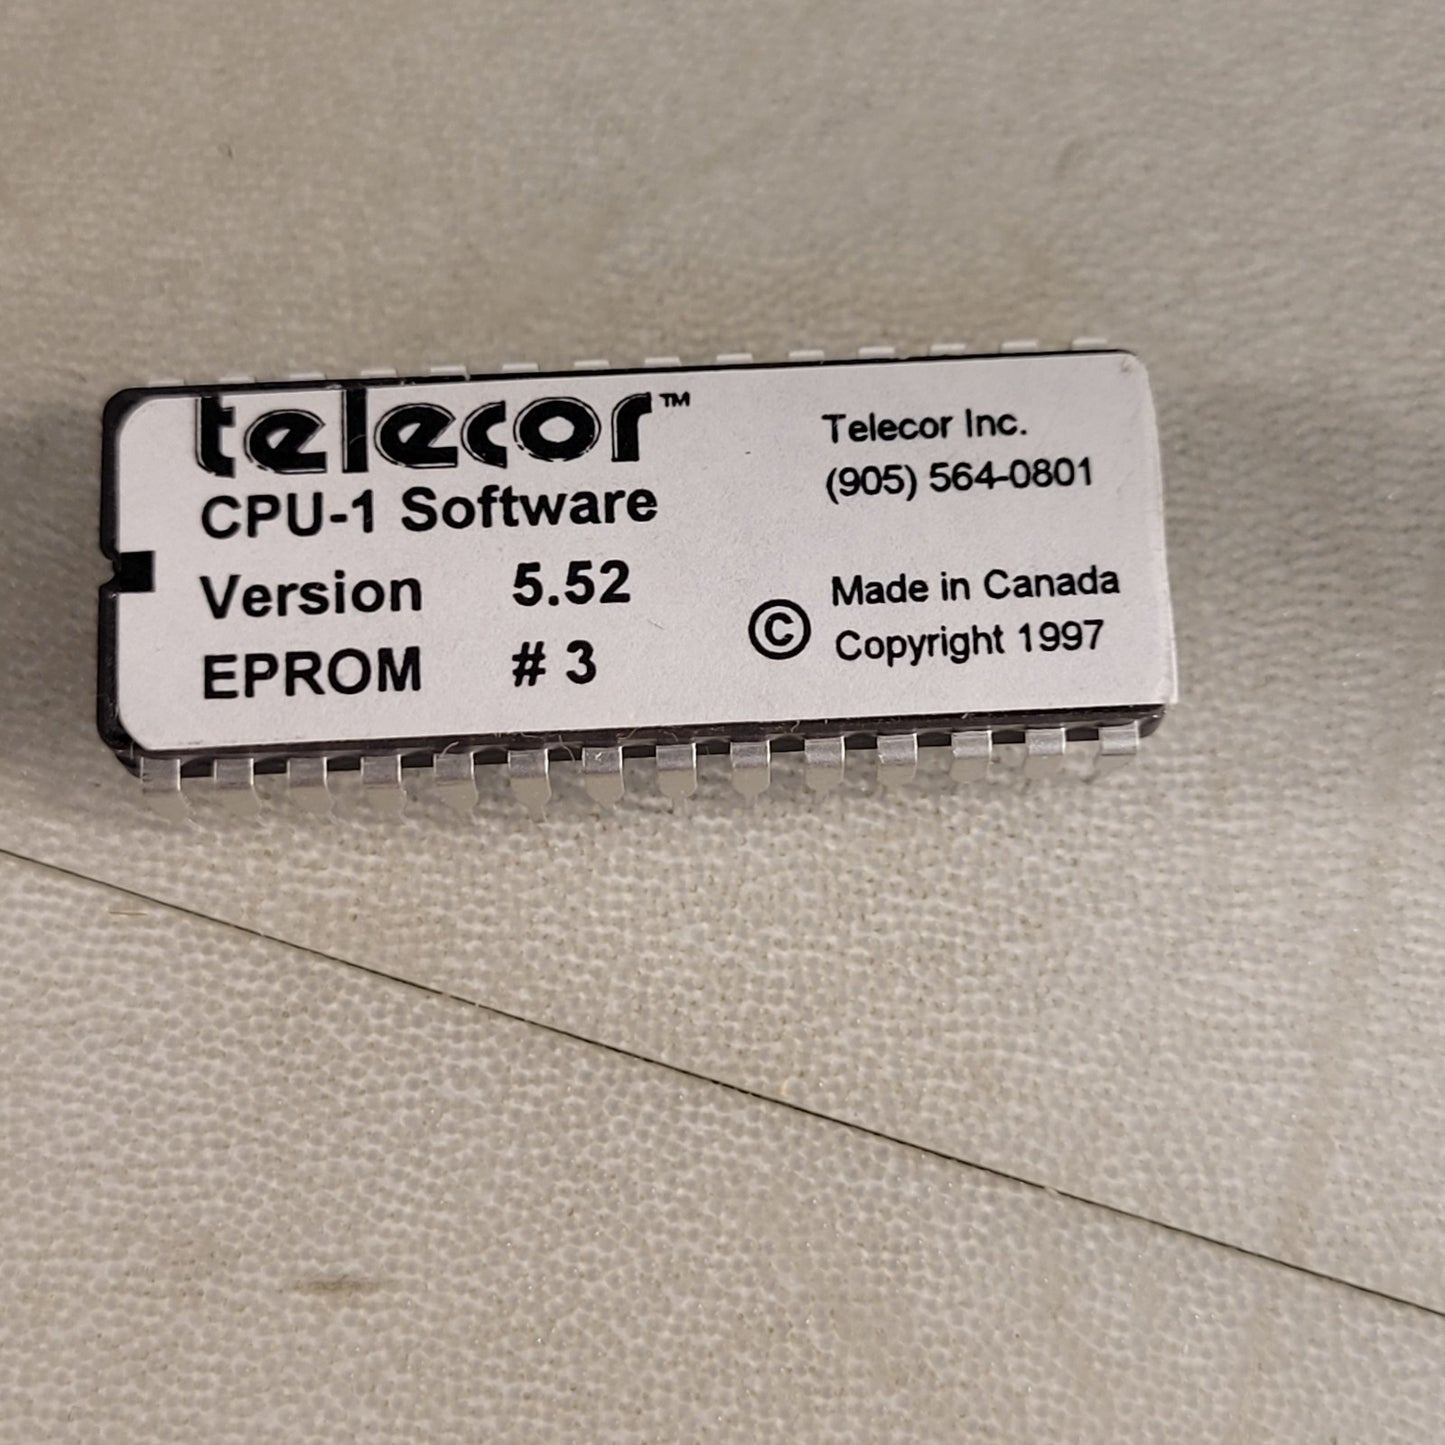 telecor™
CPU-1 Software
Version 5.52
EPROM # 3
Telecor Inc.
(905) 564-0801
Made in Canada
© Copyright 1997